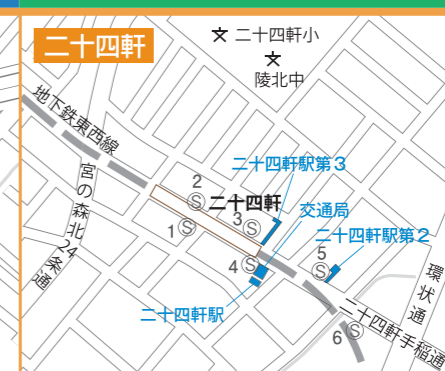 二十四軒
文 二十四軒小
文
陵北中
地下鉄東西線
宮の森北24条通
二十四軒駅第3
2
Ⓢ 二十四軒
交通局
3 Ⓢ
1 Ⓢ
二十四軒駅第2
5
Ⓢ
4 Ⓢ
環状通
二十四軒駅
二十四軒手稲通
6 Ⓢ